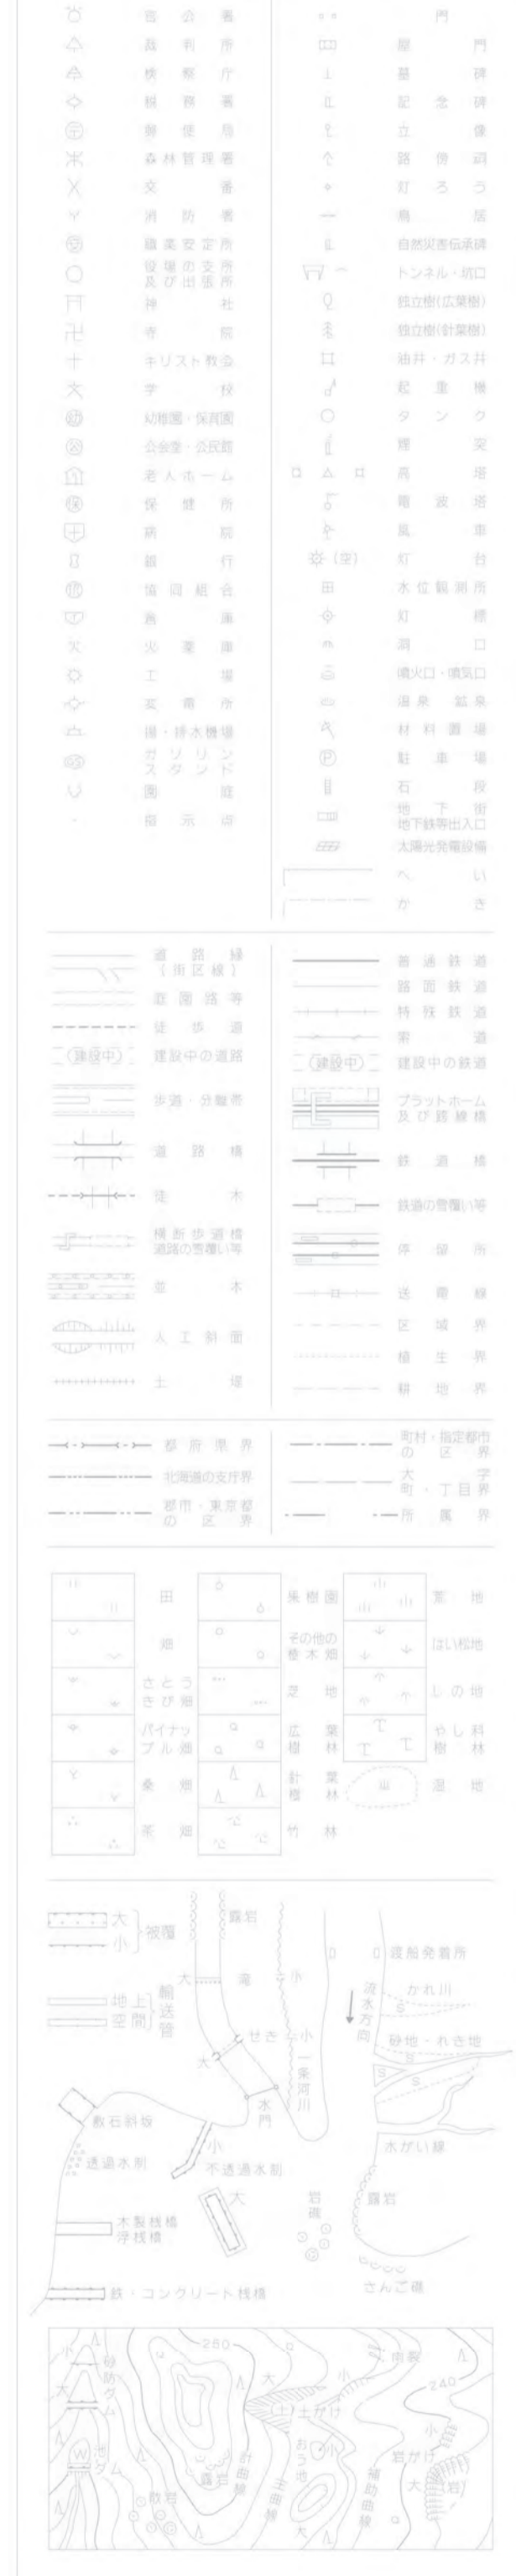 官公署
裁判所
検察庁
税務署
郵便局
森林管理署
交番
消防署
職業安定所
役場の支所
及び出張所
神社
寺院
キリスト教会
学校
幼稚園・保育園
公会堂・公民館
老人ホーム
保健所
病院
銀行
協同組合
倉庫
火薬庫
工場
変電所
揚・排水機場
ガソリン
スタンド
園庭
指示点
門
屋門
墓碑
記念碑
立像
路傍祠
灯ろう
鳥居
自然災害伝承碑
トンネル・坑口
独立樹(広葉樹)
独立樹(針葉樹)
油井・ガス井
起重機
タンク
煙突
高塔
電波塔
風車
(空) 灯台
水位観測所
灯標
洞口
噴火口・噴気口
温泉 鉱泉
材料置場
駐車場
石段
地下街
地下鉄等出入口
太陽光発電設備
へい
かき
道路縁
(街区線)
庭園路等
徒歩道
(建設中) 建設中の道路
歩道・分離帯
道路橋
徒木
横断歩道橋
道路の雪覆い等
並木
人工斜面
土堤
普通鉄道
路面鉄道
特殊鉄道
索道
(建設中) 建設中の鉄道
プラットホーム
及び跨線橋
鉄道橋
鉄道の雪覆い等
停留所
送電線
区域界
植生界
耕地界
都府県界
北海道の支庁界
郡市・東京都
の区界
町村・指定都市
の区界
大字
町・丁目界
所属界
田
畑
さとう
きび畑
パイナッ
プル畑
桑畑
茶畑
果樹園
その他の
樹木畑
芝地
広葉
樹林
針葉
樹林
竹林
荒地
はい松地
しの地
やし科
樹林
湿地
大
小
被覆
地上
空間
輸送管
露岩
大 滝 小
渡船発着所
流水方向
かれ川
砂地・れき地
せき 小
大
一条河川
水門
敷石斜坂
透過水制
小
不透過水制
大
水がい線
岩礁
露岩
木製桟橋
浮桟橋
さんご礁
鉄・コンクリート桟橋
小
大
砂防ダム
池
ダム
W
280
240
散岩
露岩
計曲線
主曲線
補助曲線
大
(土)土がけ
小
おう地
小
大
雨裂
小
岩がけ
大
(岩)